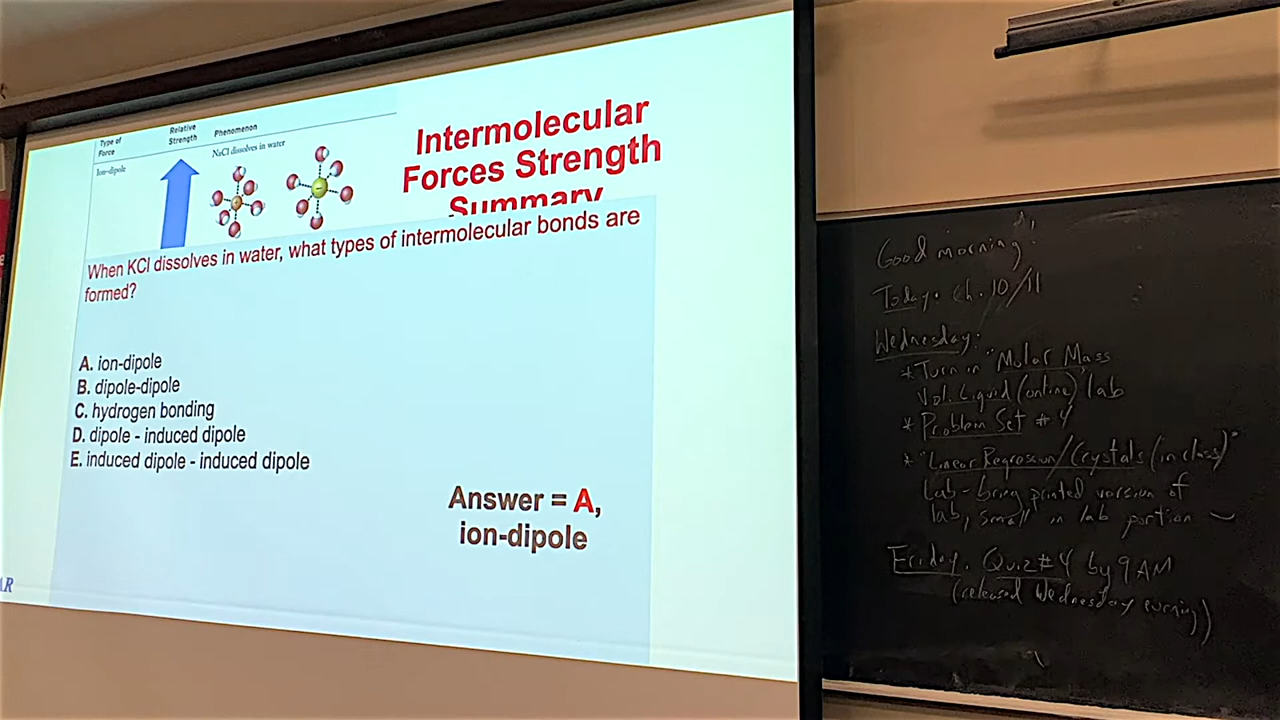 Type of
Force
Relative
Strength
Phenomenon
Ion-dipole
NaCl dissolves in water
Intermolecular
Forces Strength
Summary
When KCl dissolves in water, what types of intermolecular bonds are
formed?
A. ion-dipole
B. dipole-dipole
C. hydrogen bonding
D. dipole - induced dipole
E. induced dipole - induced dipole
Answer = A,
ion-dipole
AR
Good morning!
Today: Ch. 10/11
Wednesday:
* Turn in "Molar Mass
Vol. Liquid (online) lab
* Problem Set #4
* "Linear Regression/Crystals (in class)"
Lab - bring printed version of
lab, small in lab portion
Friday. Quiz #4 by 9AM
(released Wednesday evening)